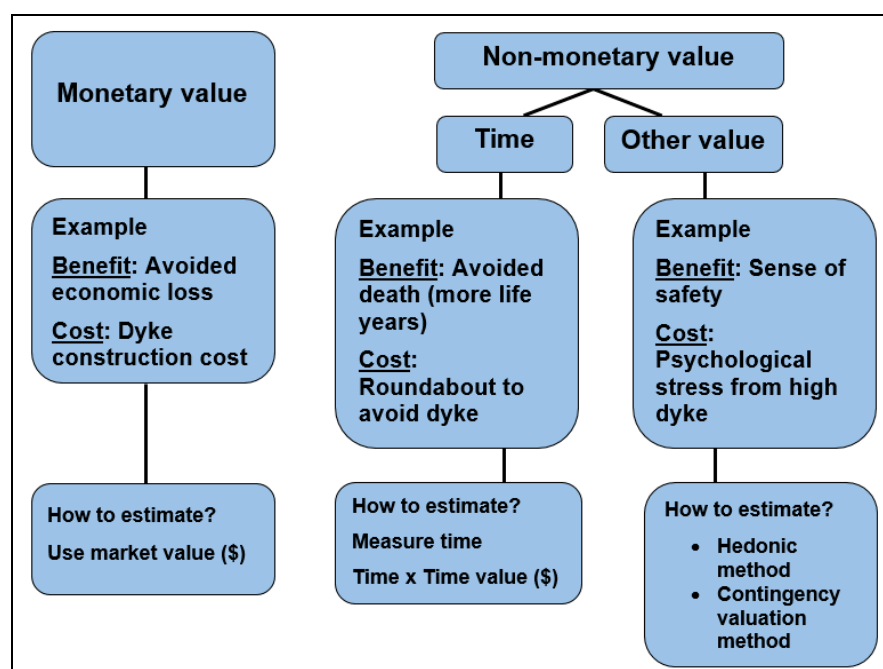 Monetary value
Example
Benefit: Avoided
economic loss
Cost: Dyke
construction cost
How to estimate?
Use market value ($)
Non-monetary value
Time
Example
Benefit: Avoided
death (more life
years)
Cost:
Roundabout to
avoid dyke
How to estimate?
Measure time
Time x Time value ($)
Other value
Example
Benefit: Sense of
safety
Cost:
Psychological
stress from high
dyke
How to estimate?
• Hedonic
method
• Contingency
valuation
method